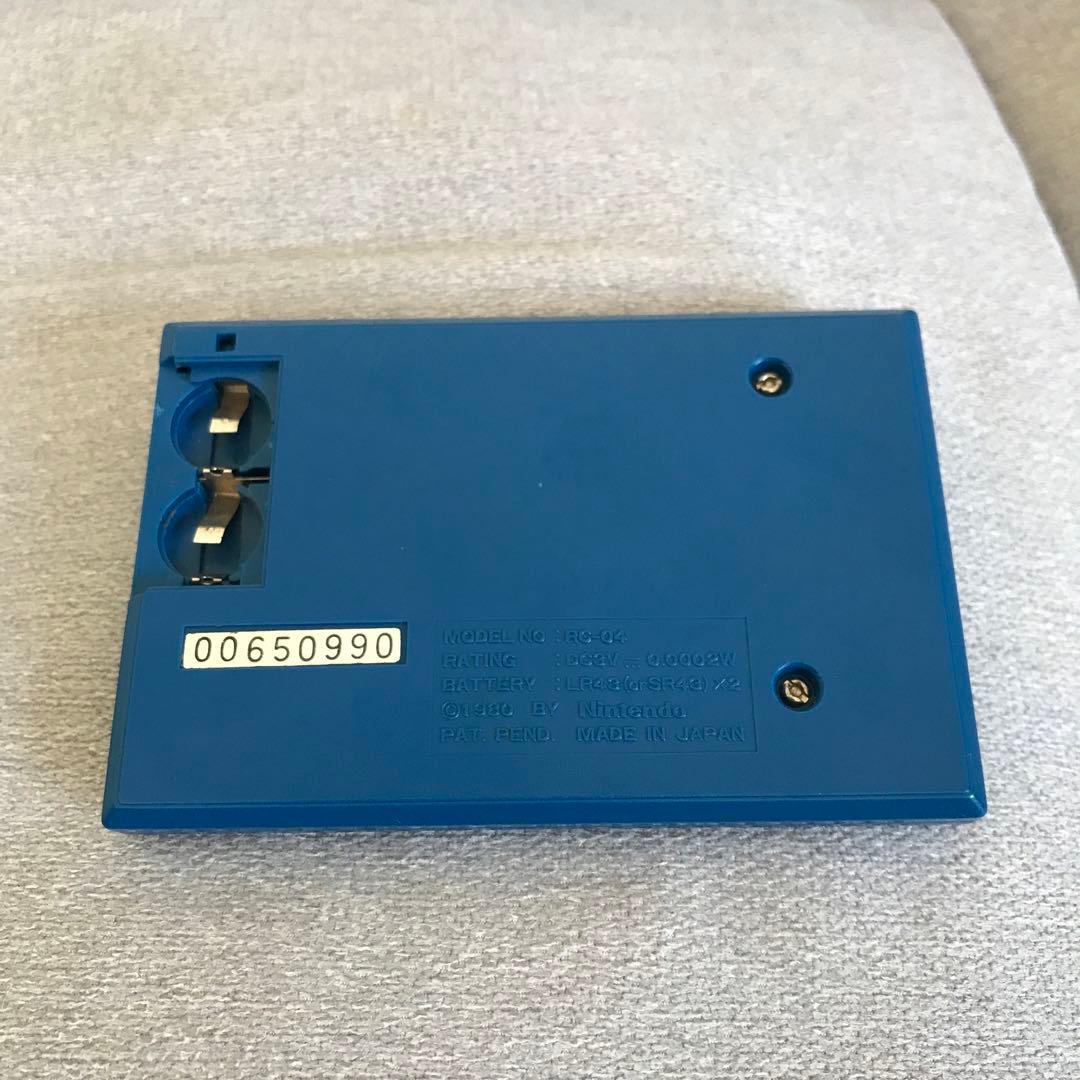 00650990
MODEL NO : RC-04
RATING : DC3V ⎓ 0.0002W
BATTERY : LR43 (or SR43) ×2
©1980 BY Nintendo
PAT. PEND. MADE IN JAPAN